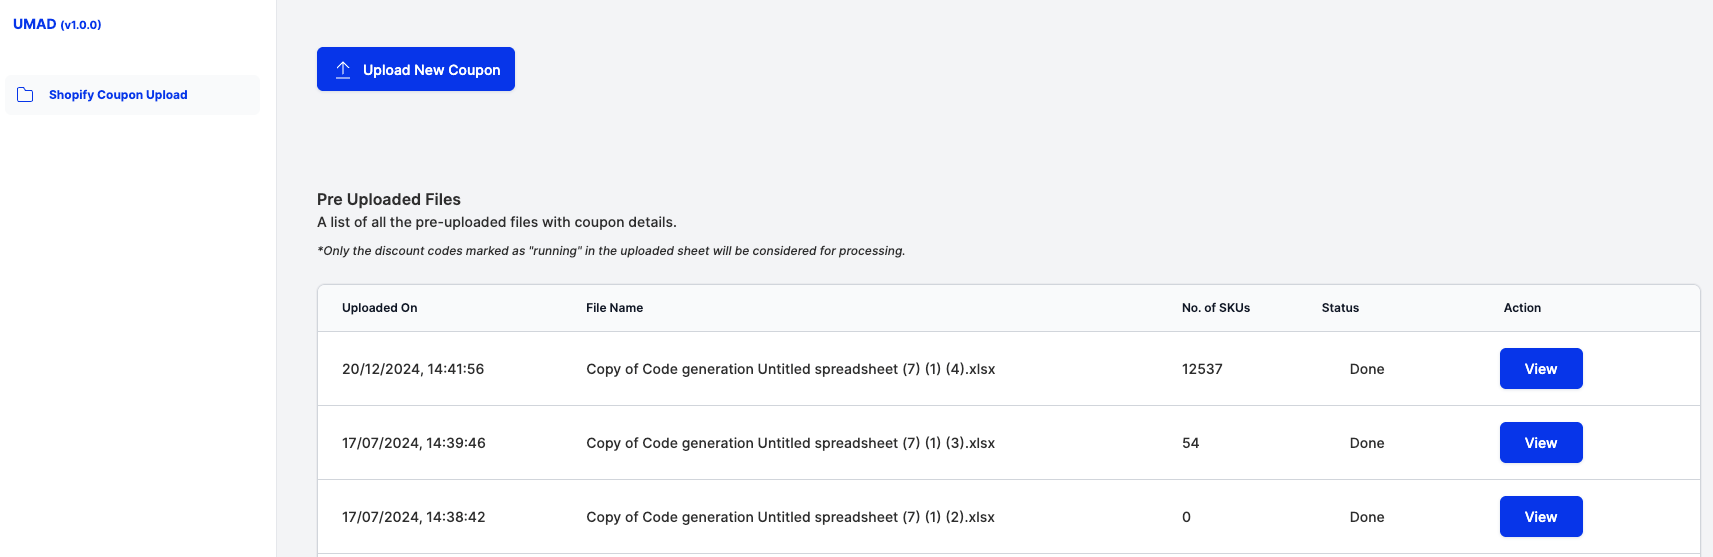 UMAD (v1.0.0)
Shopify Coupon Upload
Upload New Coupon
Pre Uploaded Files
A list of all the pre-uploaded files with coupon details.
*Only the discount codes marked as "running" in the uploaded sheet will be considered for processing.
Uploaded On File Name No. of SKUs Status Action
20/12/2024, 14:41:56 Copy of Code generation Untitled spreadsheet (7) (1) (4).xlsx 12537 Done View
17/07/2024, 14:39:46 Copy of Code generation Untitled spreadsheet (7) (1) (3).xlsx 54 Done View
17/07/2024, 14:38:42 Copy of Code generation Untitled spreadsheet (7) (1) (2).xlsx 0 Done View